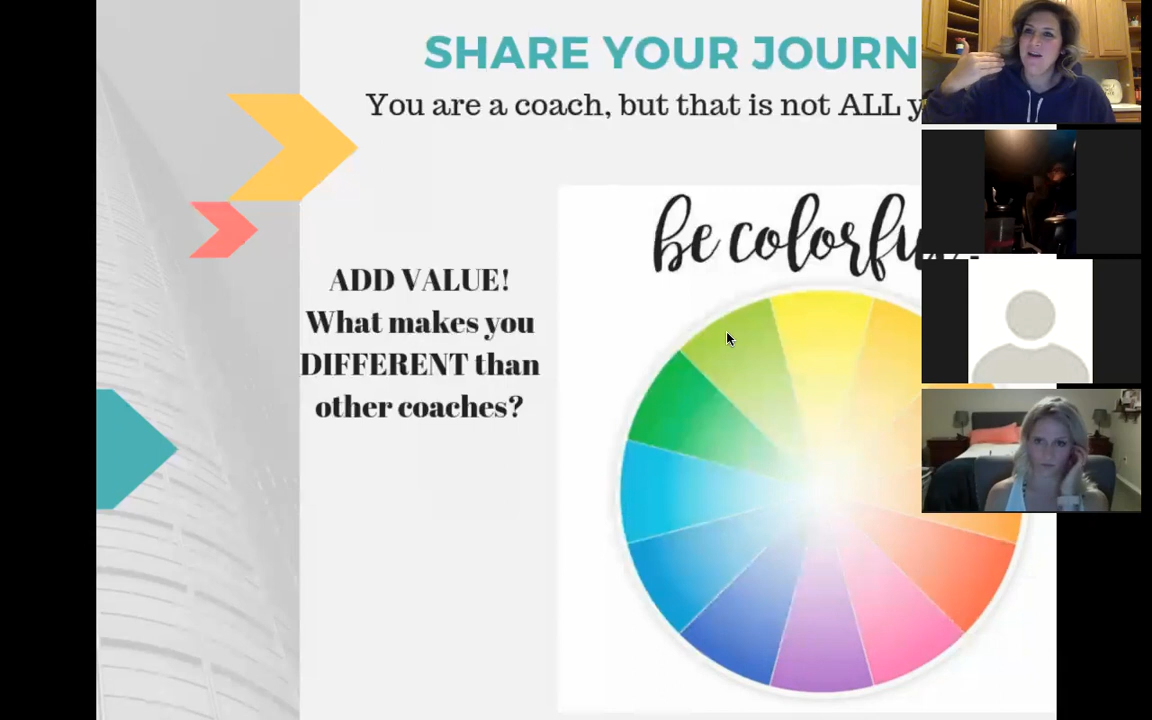 SHARE YOUR JOURN
You are a coach, but that is not ALL y
be colorfu
ADD VALUE!
What makes you
DIFFERENT than
other coaches?